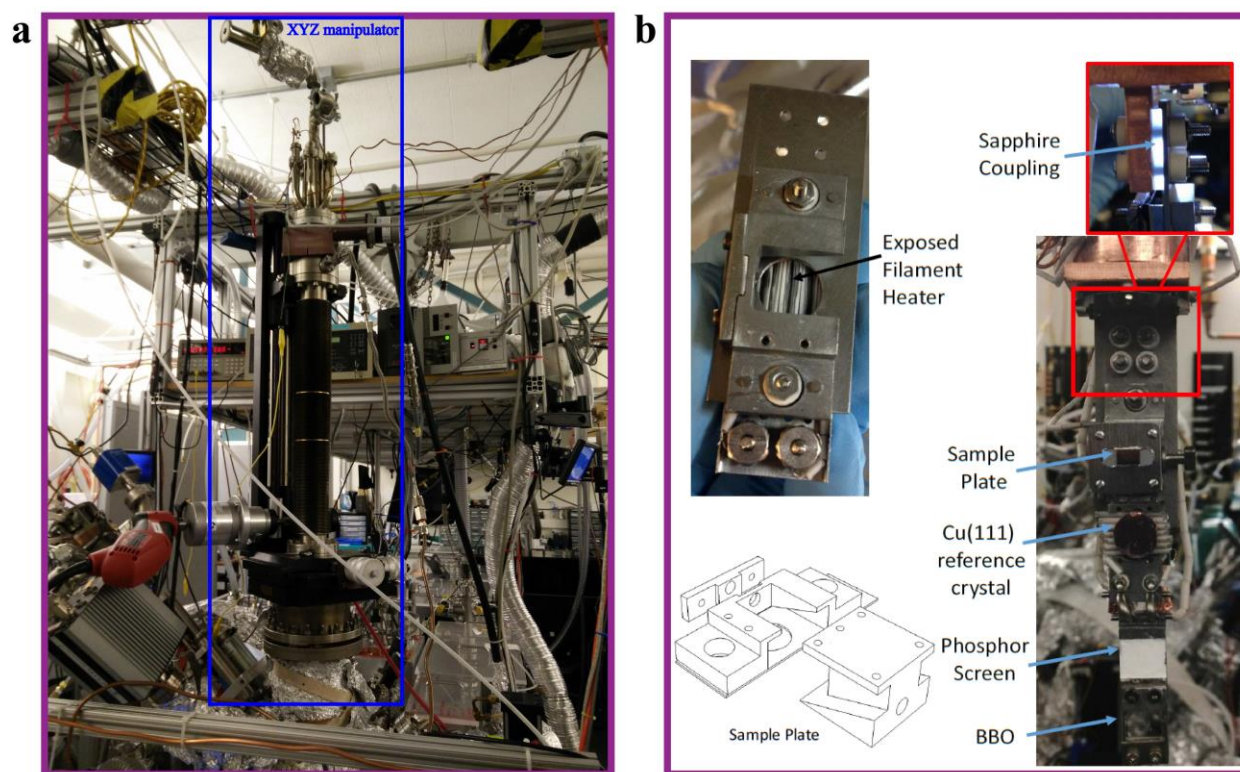 a
XYZ manipulator
b
Sapphire
Coupling
Exposed
Filament
Heater
Sample
Plate
Cu(111)
reference
crystal
Phosphor
Screen
BBO
Sample Plate